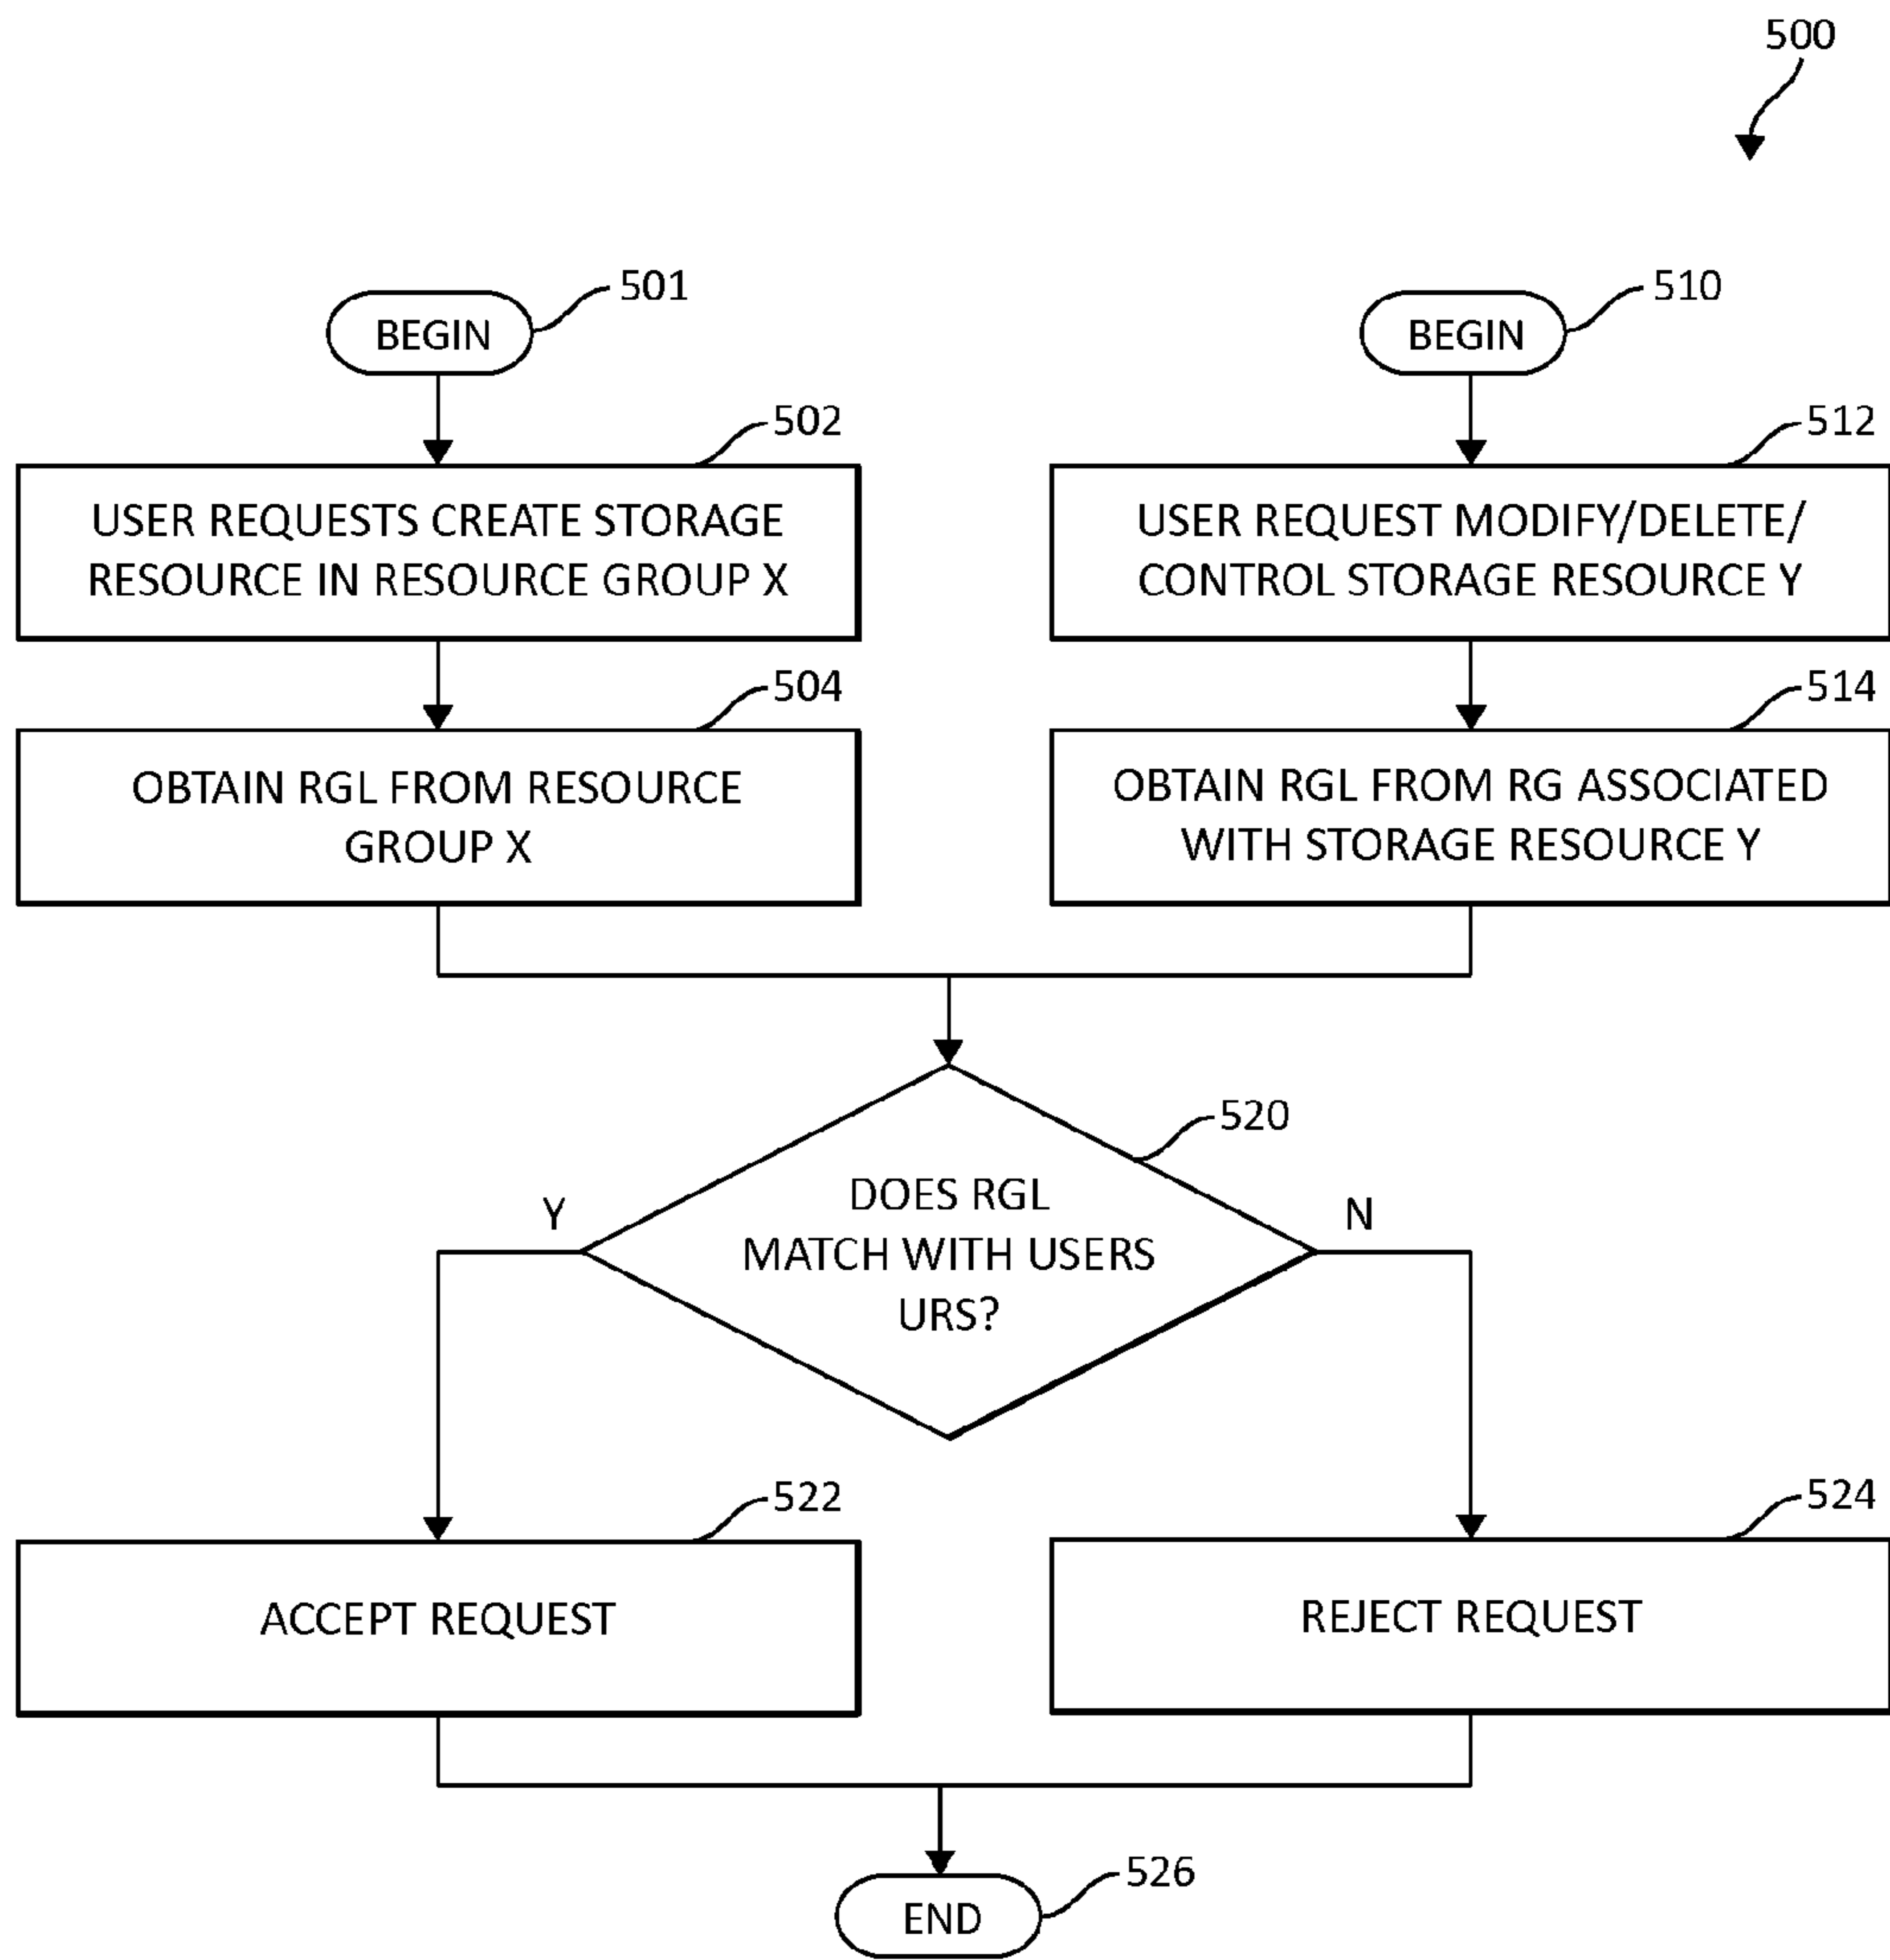 500
BEGIN
501
502
USER REQUESTS CREATE STORAGE
RESOURCE IN RESOURCE GROUP X
504
OBTAIN RGL FROM RESOURCE
GROUP X
BEGIN
510
512
USER REQUEST MODIFY/DELETE/
CONTROL STORAGE RESOURCE Y
514
OBTAIN RGL FROM RG ASSOCIATED
WITH STORAGE RESOURCE Y
520
DOES RGL
MATCH WITH USERS
URS?
Y
N
522
ACCEPT REQUEST
524
REJECT REQUEST
END
526